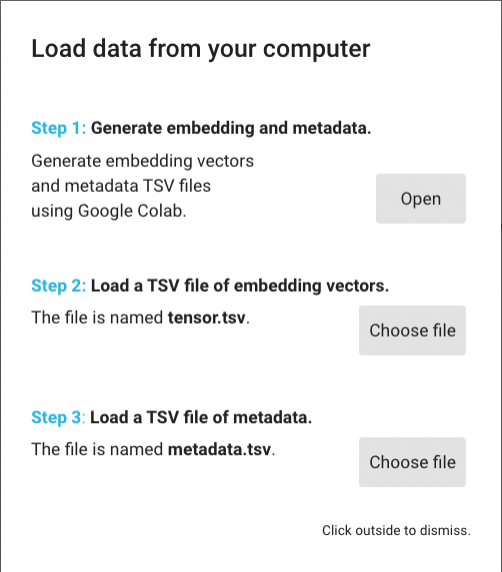 Load data from your computer
Step 1: Generate embedding and metadata.
Generate embedding vectors
and metadata TSV files
using Google Colab.
Open
Step 2: Load a TSV file of embedding vectors.
The file is named tensor.tsv.
Choose file
Step 3: Load a TSV file of metadata.
The file is named metadata.tsv.
Choose file
Click outside to dismiss.